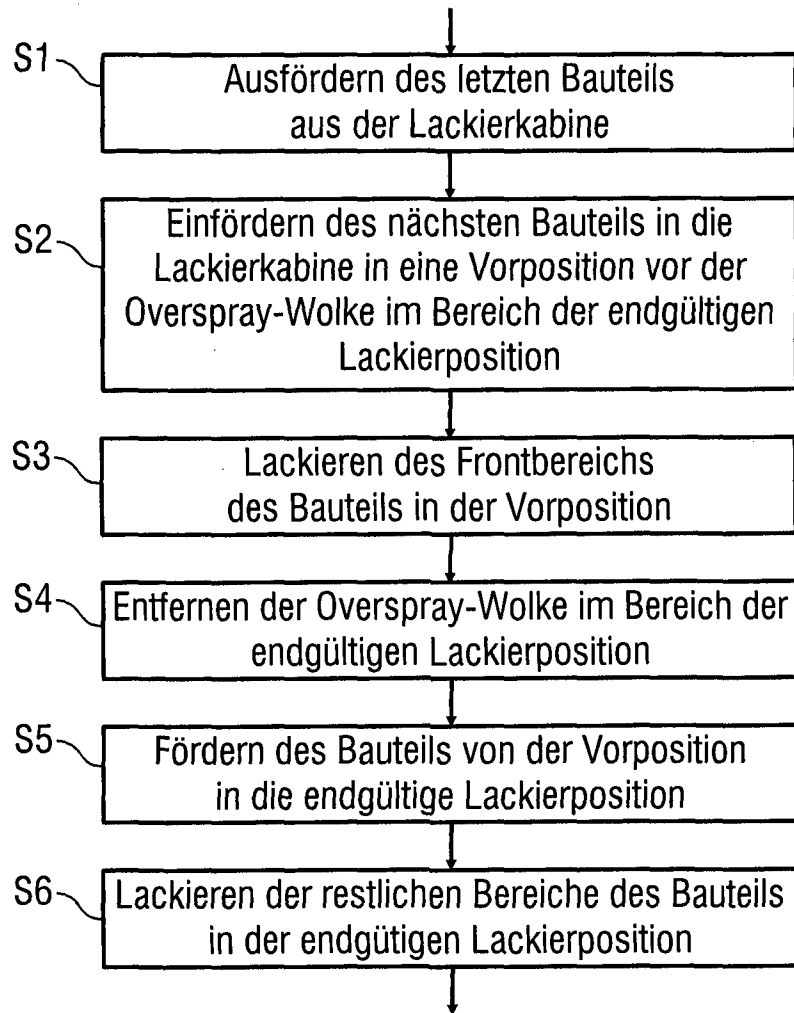 S1
Ausfördern des letzten Bauteils
aus der Lackierkabine
S2
Einfördern des nächsten Bauteils in die
Lackierkabine in eine Vorposition vor der
Overspray-Wolke im Bereich der endgültigen
Lackierposition
S3
Lackieren des Frontbereichs
des Bauteils in der Vorposition
S4
Entfernen der Overspray-Wolke im Bereich der
endgültigen Lackierposition
S5
Fördern des Bauteils von der Vorposition
in die endgültige Lackierposition
S6
Lackieren der restlichen Bereiche des Bauteils
in der endgütigen Lackierposition